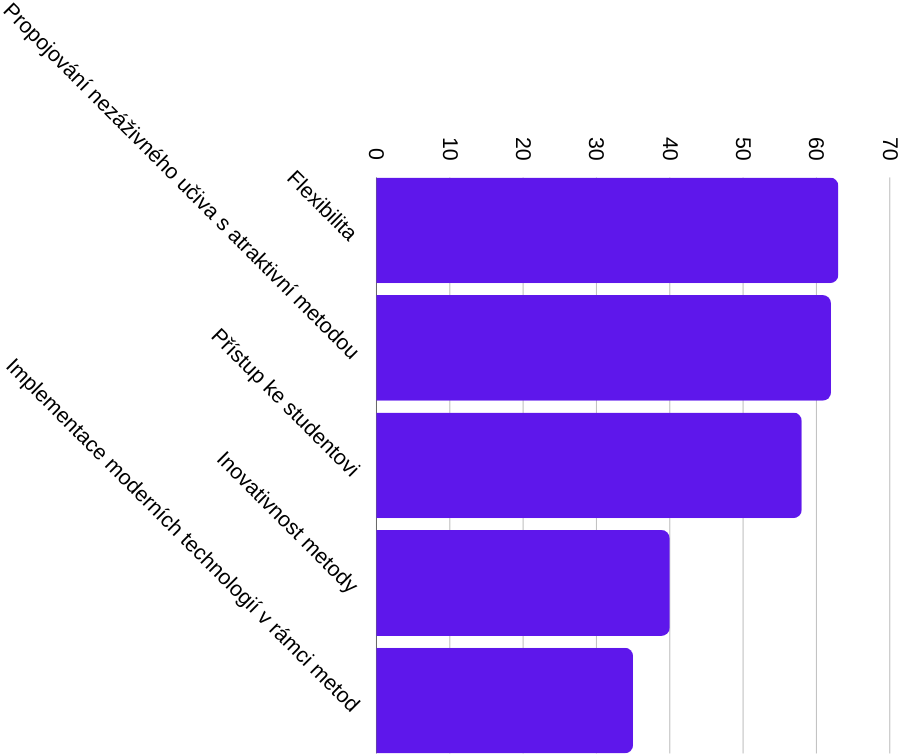 0
10
20
30
40
50
60
70
Flexibilita
Propojování nezáživného učiva s atraktivní metodou
Přístup ke studentovi
Inovativnost metody
Implementace moderních technologií v rámci metod